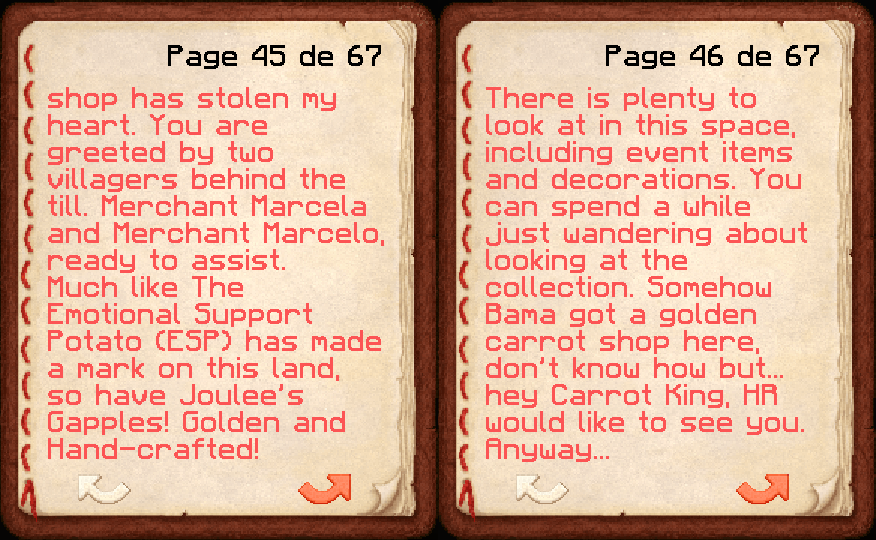 Page 45 de 67
shop has stolen my
heart. You are
greeted by two
villagers behind the
till. Merchant Marcela
and Merchant Marcelo,
ready to assist.
Much like The
Emotional Support
Potato (ESP) has made
a mark on this land,
so have Joulee's
Gapples! Golden and
Hand-crafted!
Page 46 de 67
There is plenty to
look at in this space,
including event items
and decorations. You
can spend a while
just wandering about
looking at the
collection. Somehow
Bama got a golden
carrot shop here,
don't know how but...
hey Carrot King, HR
would like to see you.
Anyway...